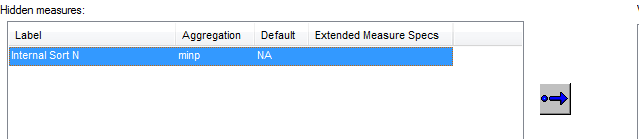 Hidden measures:
Label Aggregation Default Extended Measure Specs
Internal Sort N minp NA